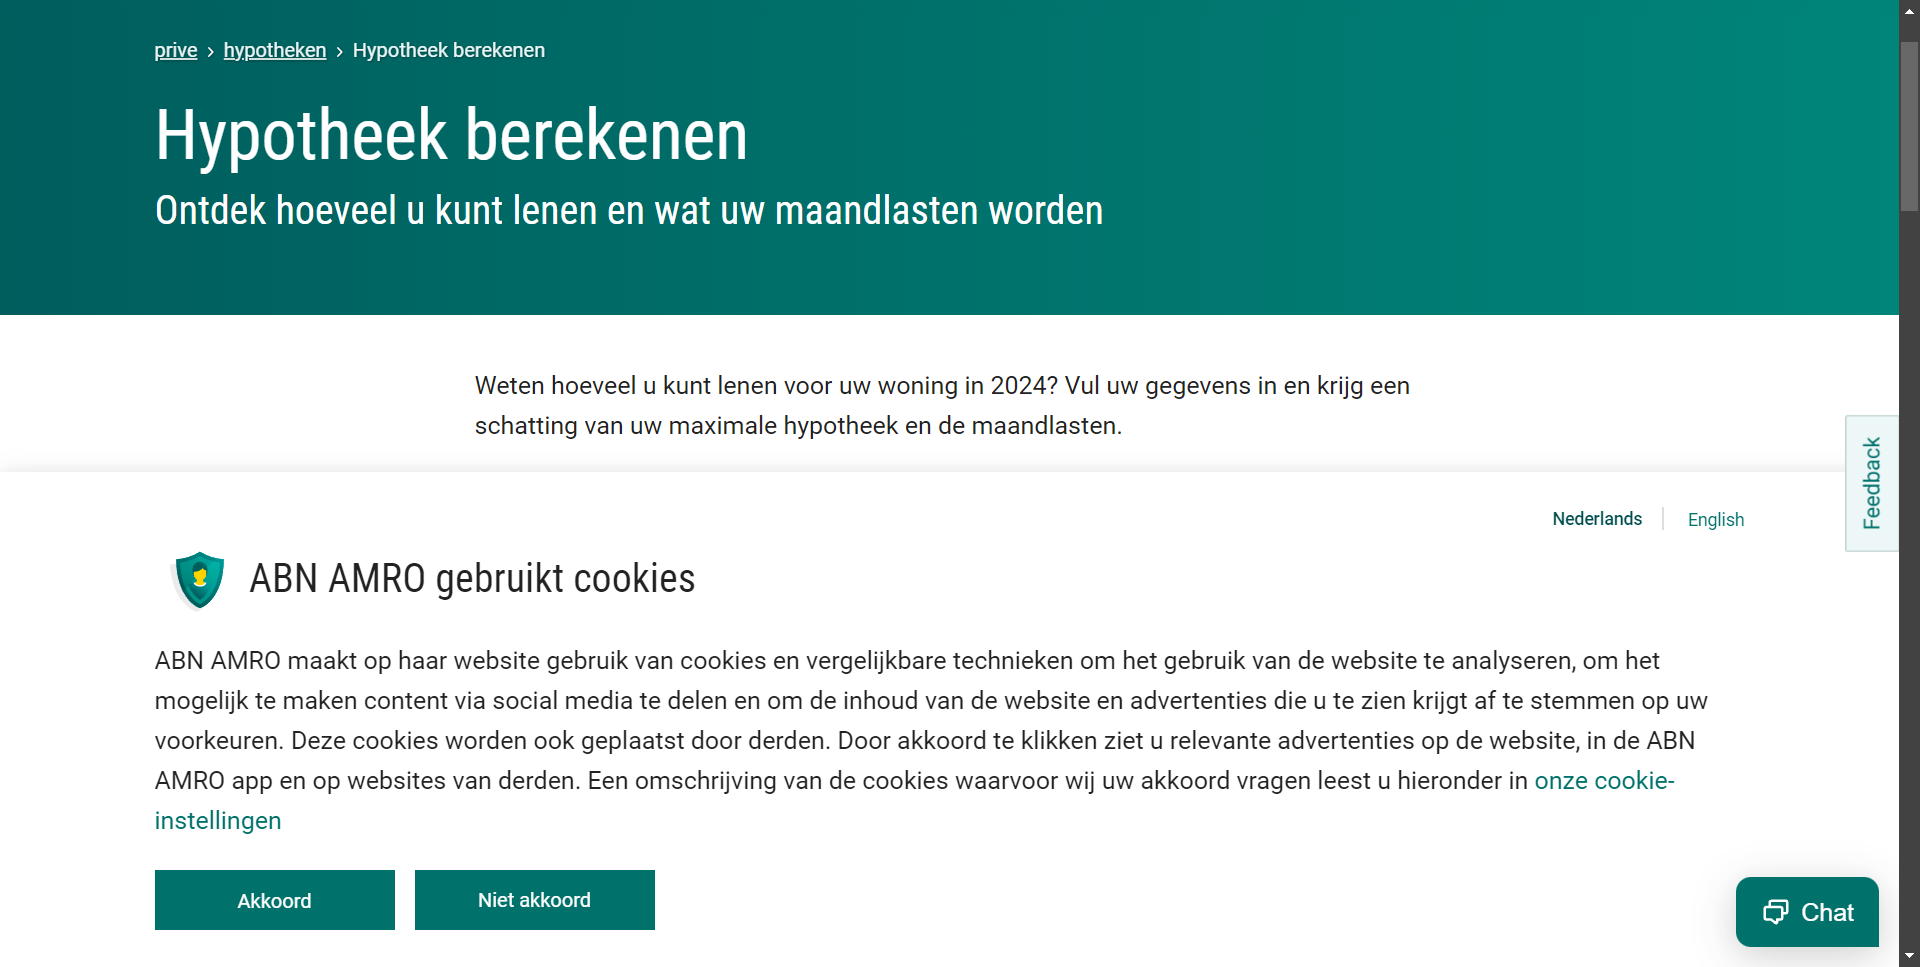 prive › hypotheken › Hypotheek berekenen
Hypotheek berekenen
Ontdek hoeveel u kunt lenen en wat uw maandlasten worden
Weten hoeveel u kunt lenen voor uw woning in 2024? Vul uw gegevens in en krijg een
schatting van uw maximale hypotheek en de maandlasten.
Feedback
Nederlands | English
ABN AMRO gebruikt cookies
ABN AMRO maakt op haar website gebruik van cookies en vergelijkbare technieken om het gebruik van de website te analyseren, om het
mogelijk te maken content via social media te delen en om de inhoud van de website en advertenties die u te zien krijgt af te stemmen op uw
voorkeuren. Deze cookies worden ook geplaatst door derden. Door akkoord te klikken ziet u relevante advertenties op de website, in de ABN
AMRO app en op websites van derden. Een omschrijving van de cookies waarvoor wij uw akkoord vragen leest u hieronder in onze cookie-
instellingen
Akkoord
Niet akkoord
Chat